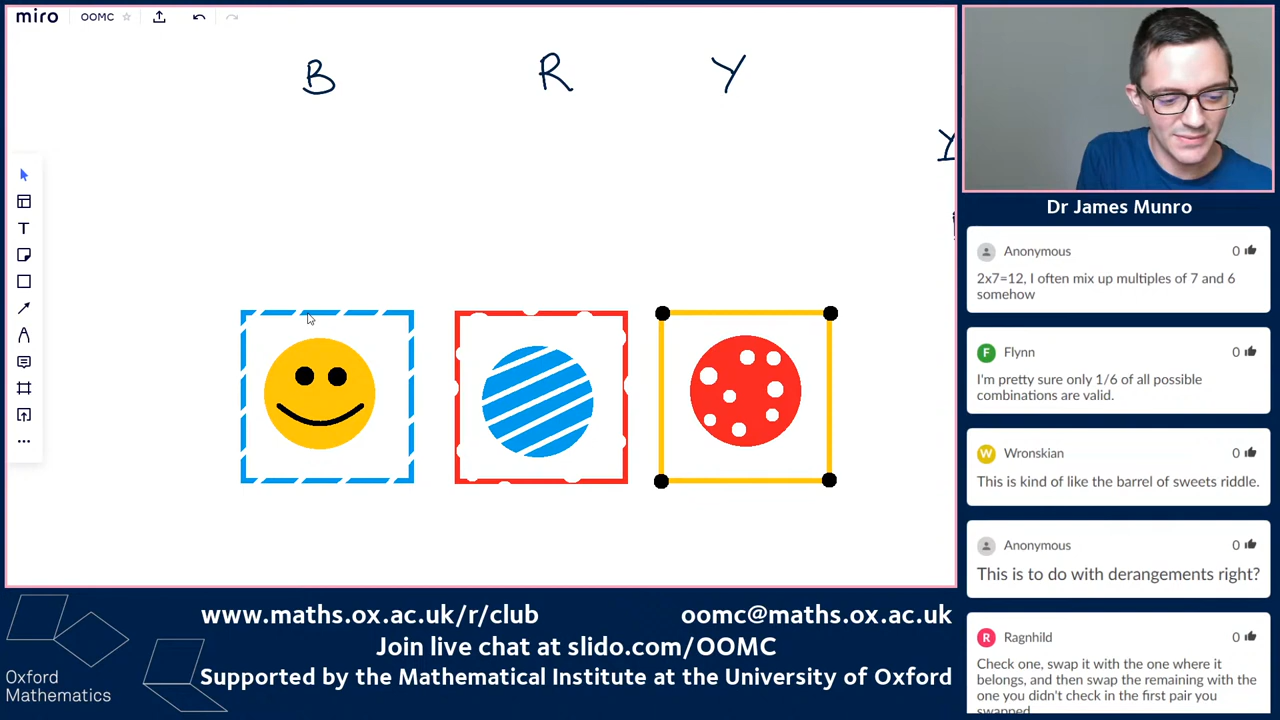 miro
OOMC
B R Y
T
Dr James Munro
Anonymous 0
2x7=12, I often mix up multiples of 7 and 6
somehow
F Flynn 0
I'm pretty sure only 1/6 of all possible
combinations are valid.
W Wronskian 0
This is kind of like the barrel of sweets riddle.
Anonymous 0
This is to do with derangements right?
R Ragnhild 0
Check one, swap it with the one where it
belongs, and then swap the remaining with the
one you didn't check in the first pair you
swapped
www.maths.ox.ac.uk/r/club oomc@maths.ox.ac.uk
Join live chat at slido.com/OOMC
Supported by the Mathematical Institute at the University of Oxford
Oxford
Mathematics